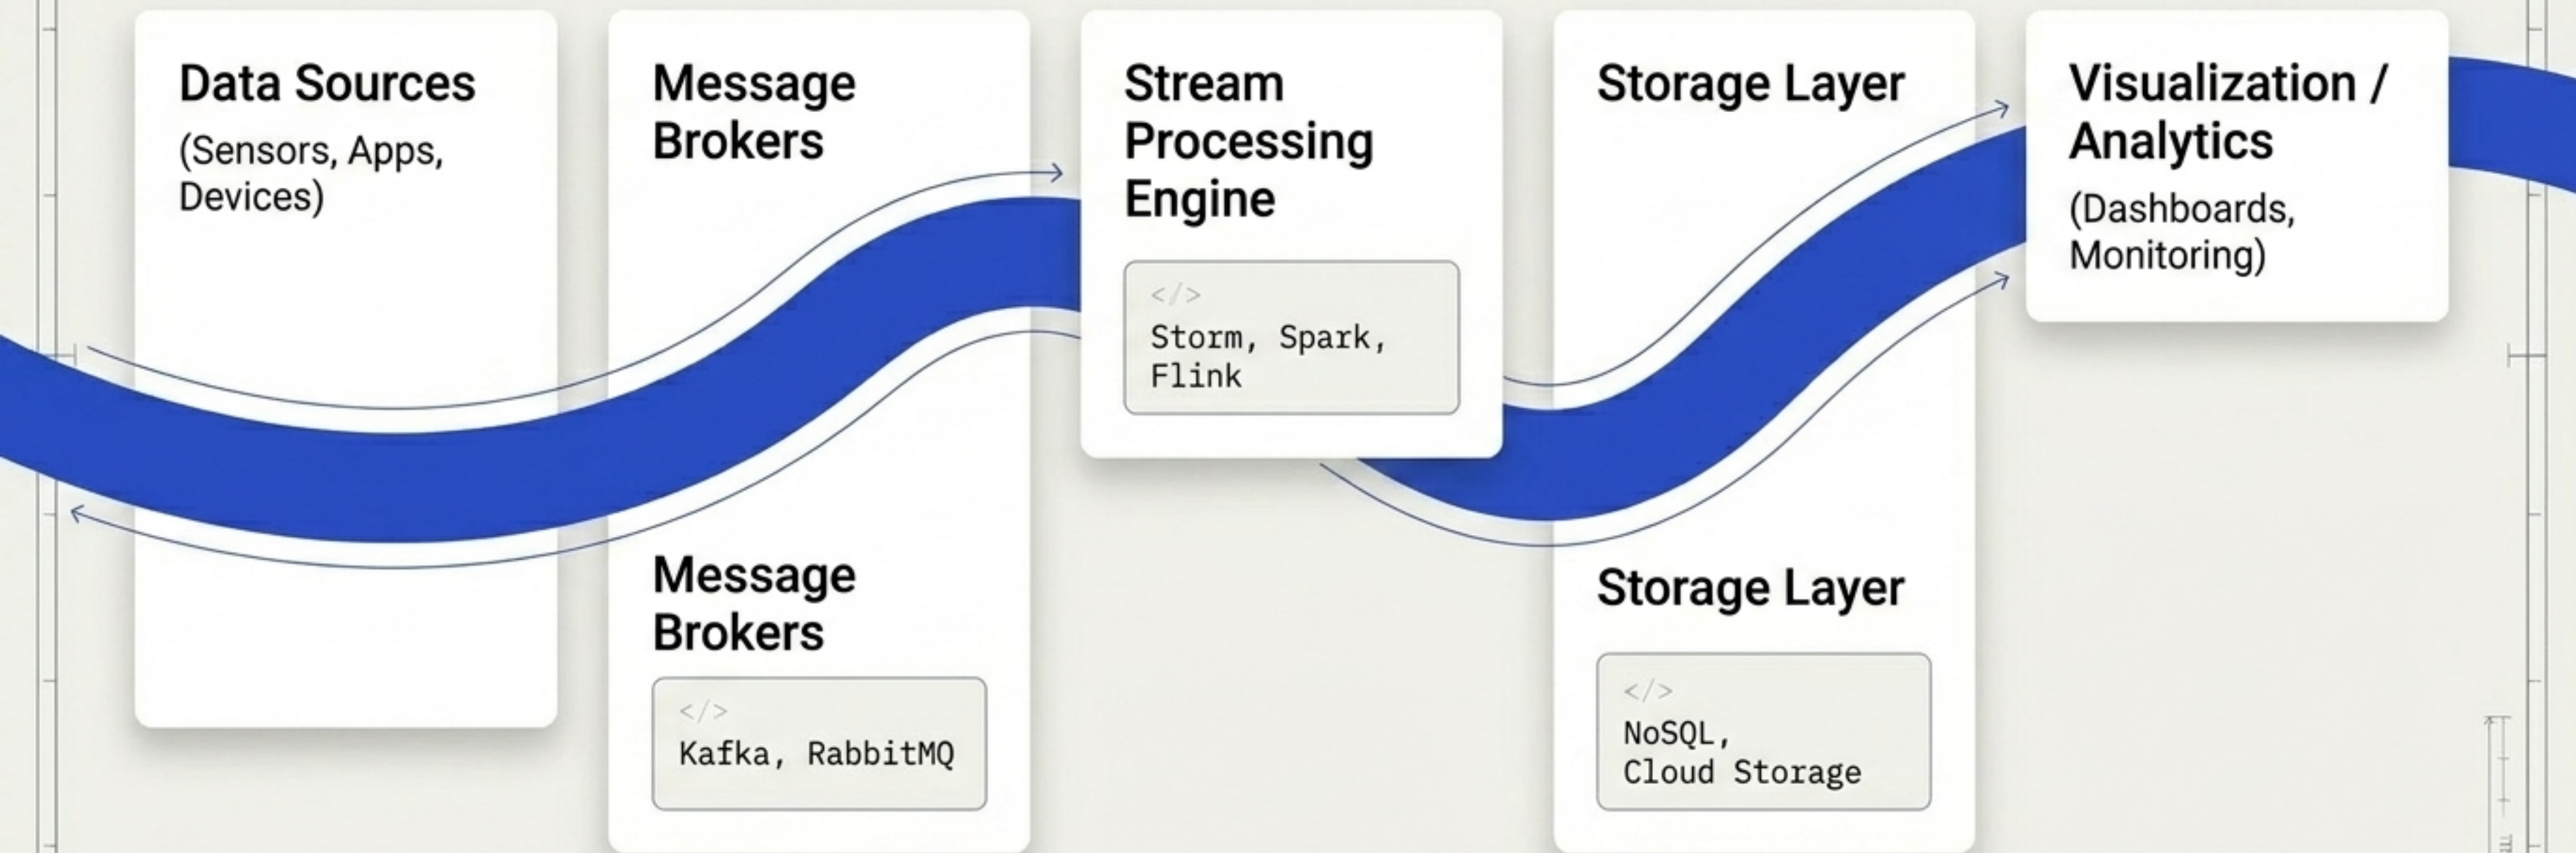 Data Sources
(Sensors, Apps,
Devices)
Message
Brokers
Message
Brokers
</>
Kafka, RabbitMQ
Stream
Processing
Engine
</>
Storm, Spark,
Flink
Storage Layer
Storage Layer
</>
NoSQL,
Cloud Storage
Visualization /
Analytics
(Dashboards,
Monitoring)